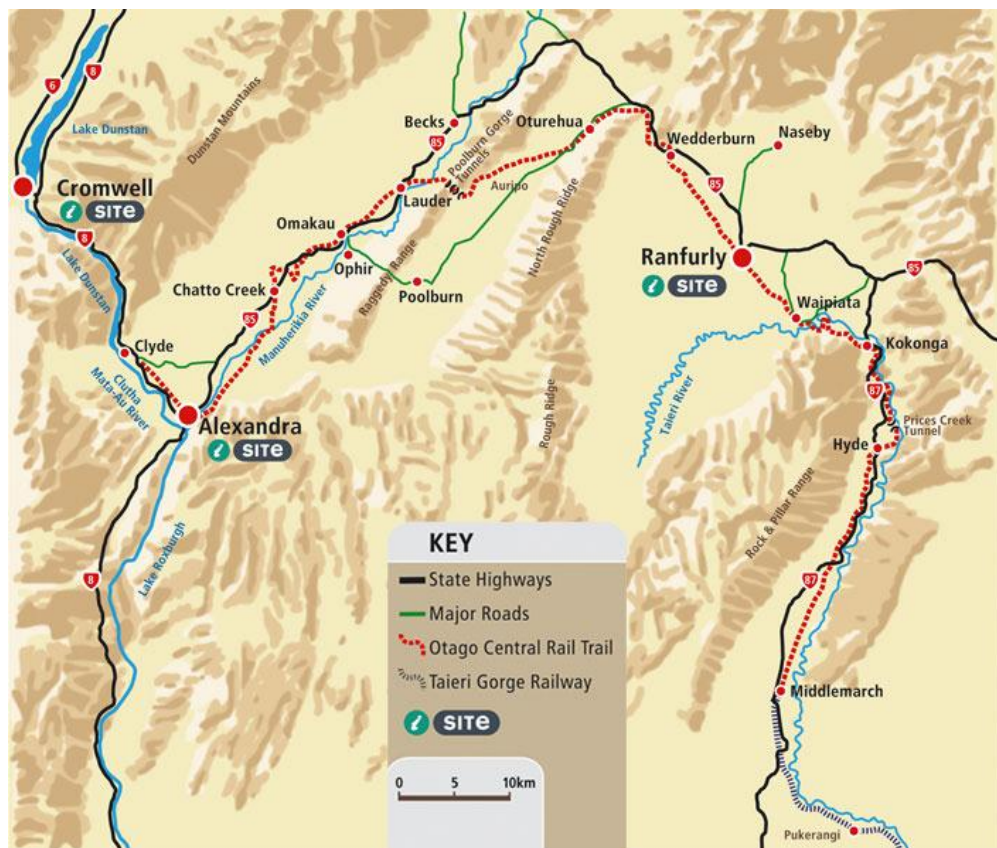 6
8
Lake Dunstan
Dunstan Mountains
Becks
85
Poolburn Gorge
Tunnels
Oturehua
Wedderburn
Naseby
85
Cromwell
i SITE
8
Lake Dunstan
Lauder
Auripo
Omakau
Ophir
Raggedy Range
Poolburn
North Rough Ridge
Ranfurly
i SITE
85
Chatto Creek
85
Manuherikia River
Waipiata
Kokonga
Clyde
Clutha
Mata-Au River
Taieri River
87
Rough Ridge
Prices Creek
Tunnel
Alexandra
i SITE
Hyde
Rock & Pillar Range
8
Lake Roxburgh
87
Middlemarch
Pukerangi
KEY
State Highways
Major Roads
Otago Central Rail Trail
Taieri Gorge Railway
i SITE
0 5 10km